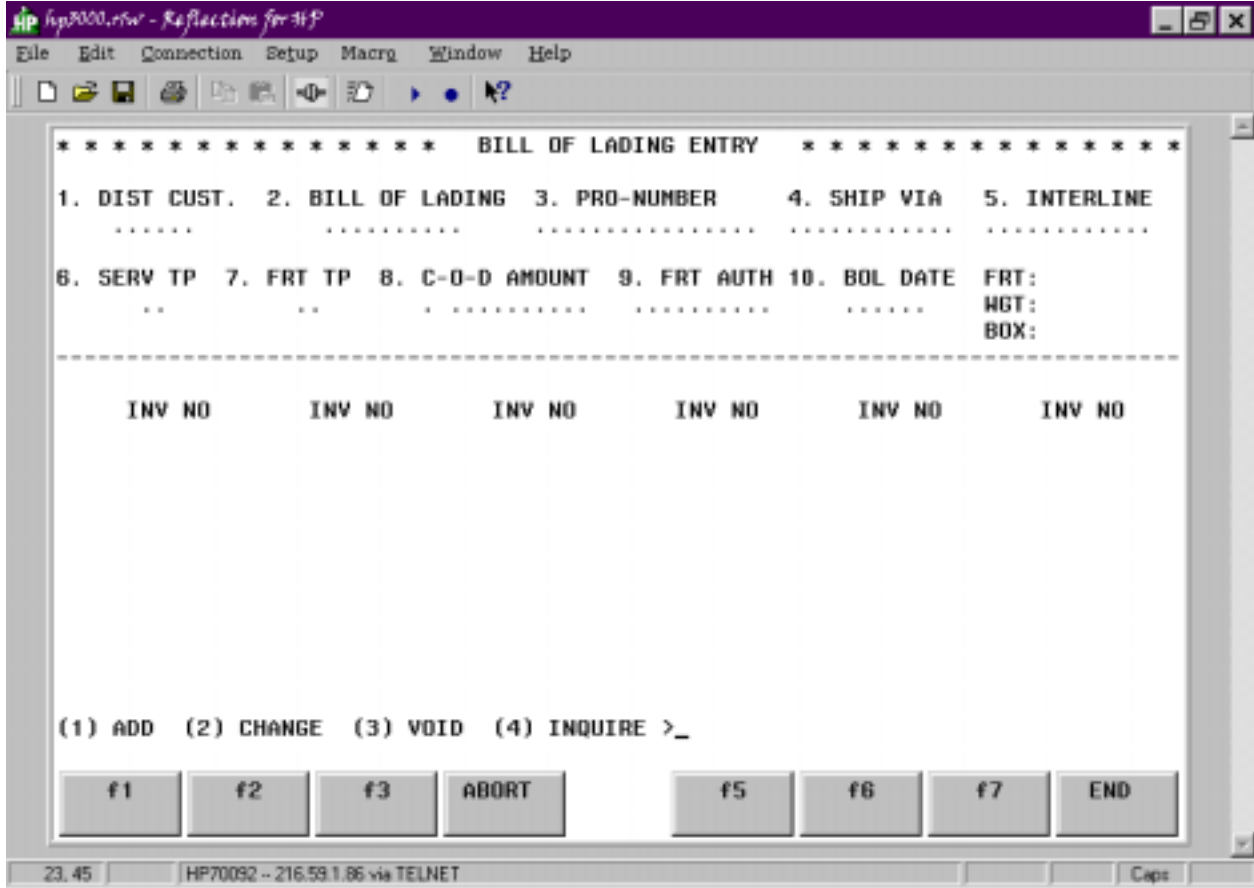 hp3000.rfw - Reflection for HP
File Edit Connection Setup Macro Window Help
* * * * * * * * * * * * * * BILL OF LADING ENTRY * * * * * * * * * * * * * *
1. DIST CUST. 2. BILL OF LADING 3. PRO-NUMBER 4. SHIP VIA 5. INTERLINE
...... .......... ................ ............ ............
6. SERV TP 7. FRT TP 8. C-O-D AMOUNT 9. FRT AUTH 10. BOL DATE FRT:
.. .. . .......... .......... ...... WGT:
BOX:
--------------------------------------------------------------------------------
INV NO INV NO INV NO INV NO INV NO INV NO
(1) ADD (2) CHANGE (3) VOID (4) INQUIRE >_
f1 f2 f3 ABORT f5 f6 f7 END
23, 45 HP70092 -- 216.59.1.86 via TELNET Caps